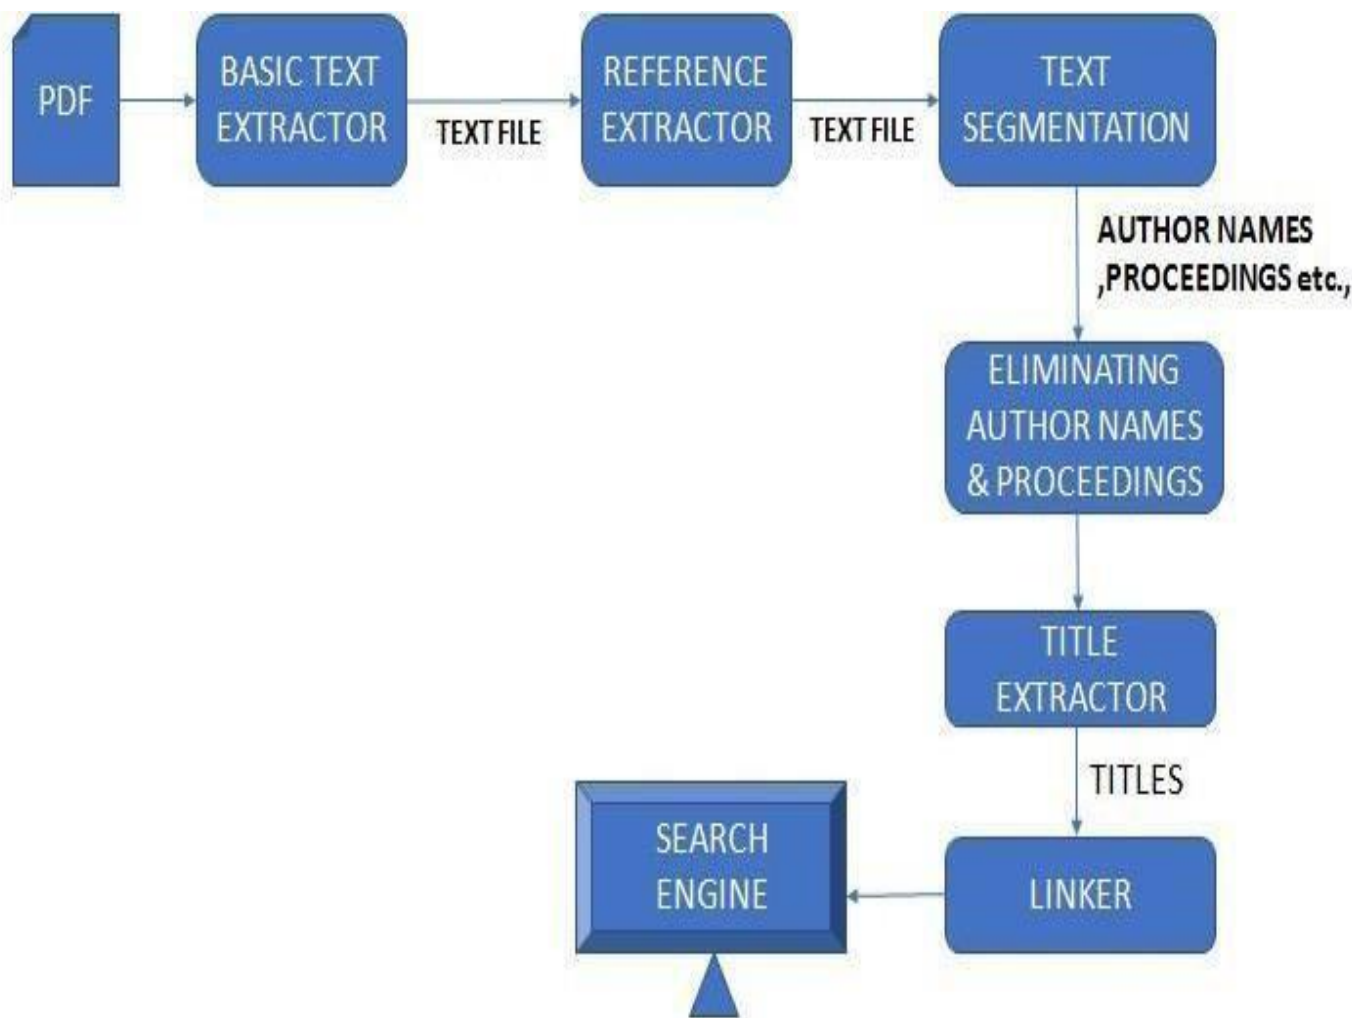 PDF
BASIC TEXT
EXTRACTOR
TEXT FILE
REFERENCE
EXTRACTOR
TEXT FILE
TEXT
SEGMENTATION
AUTHOR NAMES
,PROCEEDINGS etc.,
ELIMINATING
AUTHOR NAMES
& PROCEEDINGS
TITLE
EXTRACTOR
TITLES
LINKER
SEARCH
ENGINE